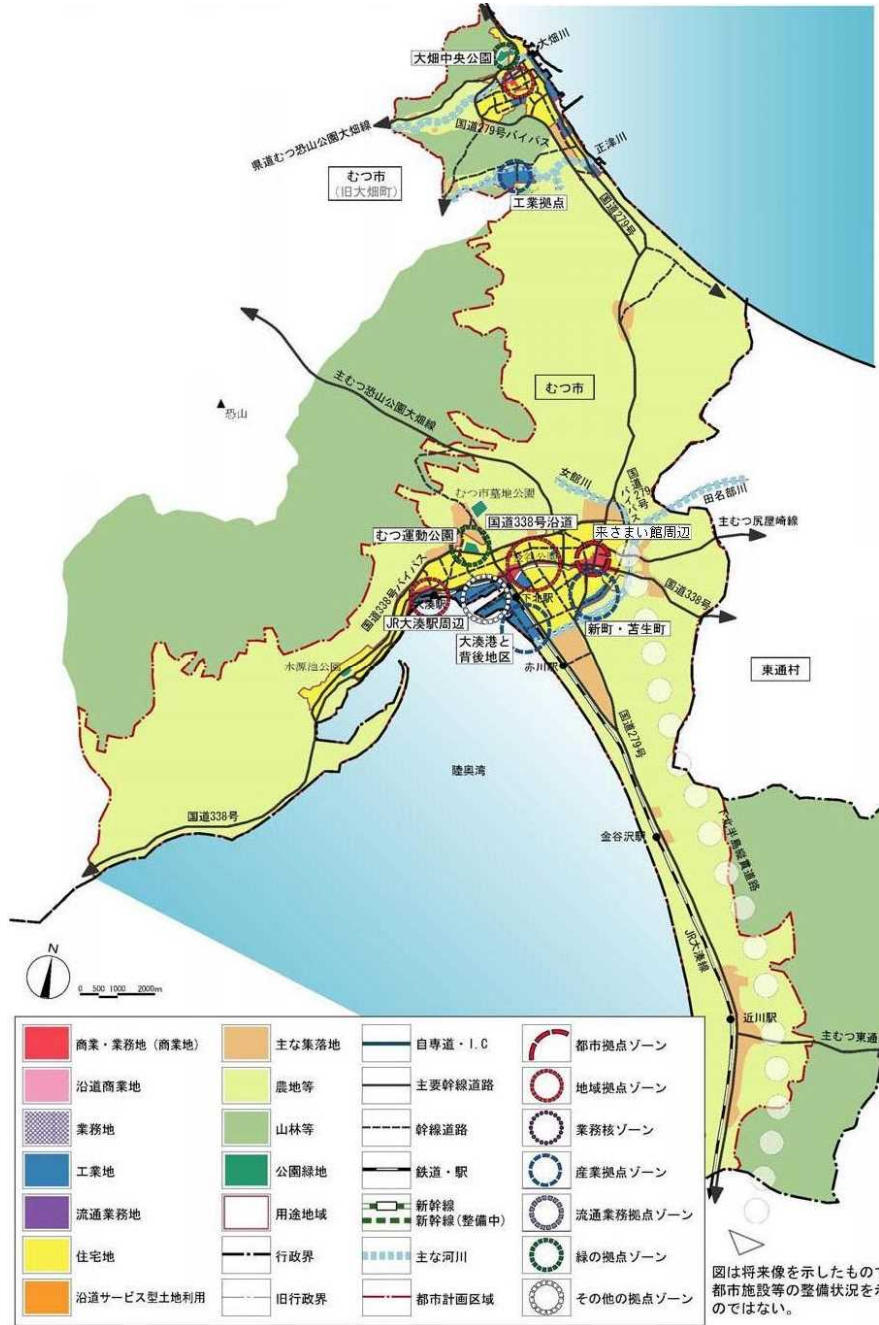 大畑中央公園
大畑川
県道むつ恐山公園大畑線
国道279号バイパス
正津川
むつ市
(旧大畑町)
工業拠点
国道279号
主むつ恐山公園大畑線
むつ市
恐山
女館川
国道279
バイパス
田名部川
むつ市墓地公園
国道338号沿道
むつ運動公園
来さまい館周辺
主むつ尻屋崎線
国道338号バイパス
大湊駅
下北駅
国道338号
JR大湊駅周辺
大湊港と
背後地区
新町・苫生町
水源池公園
赤川駅
東通村
国道279号
陸奥湾
国道338号
金谷沢駅
下北半島縦貫道路
N
0 500 1000 2000m
JR大湊線
近川駅
主むつ東通
商業・業務地(商業地)
主な集落地
自専道・I.C
都市拠点ゾーン
沿道商業地
農地等
主要幹線道路
地域拠点ゾーン
業務地
山林等
幹線道路
業務核ゾーン
工業地
公園緑地
鉄道・駅
産業拠点ゾーン
流通業務地
用途地域
新幹線
新幹線(整備中)
流通業務拠点ゾーン
住宅地
行政界
主な河川
緑の拠点ゾーン
沿道サービス型土地利用
旧行政界
都市計画区域
その他の拠点ゾーン
図は将来像を示したもので
都市施設等の整備状況を
のではない。